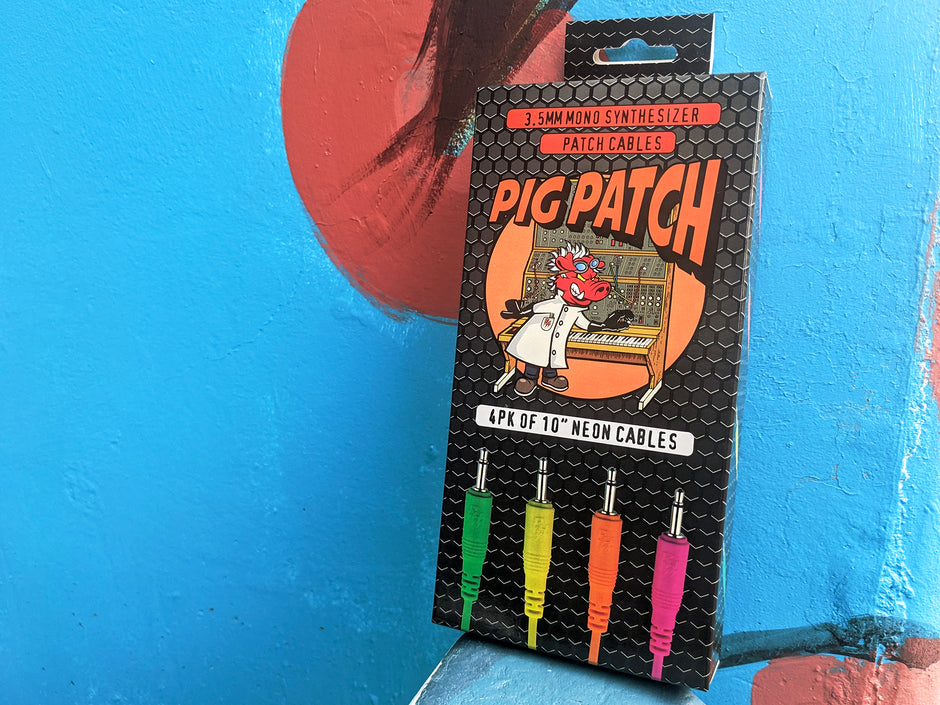 3.5MM MONO SYNTHESIZER
PATCH CABLES
PIG PATCH
4PK OF 10" NEON CABLES